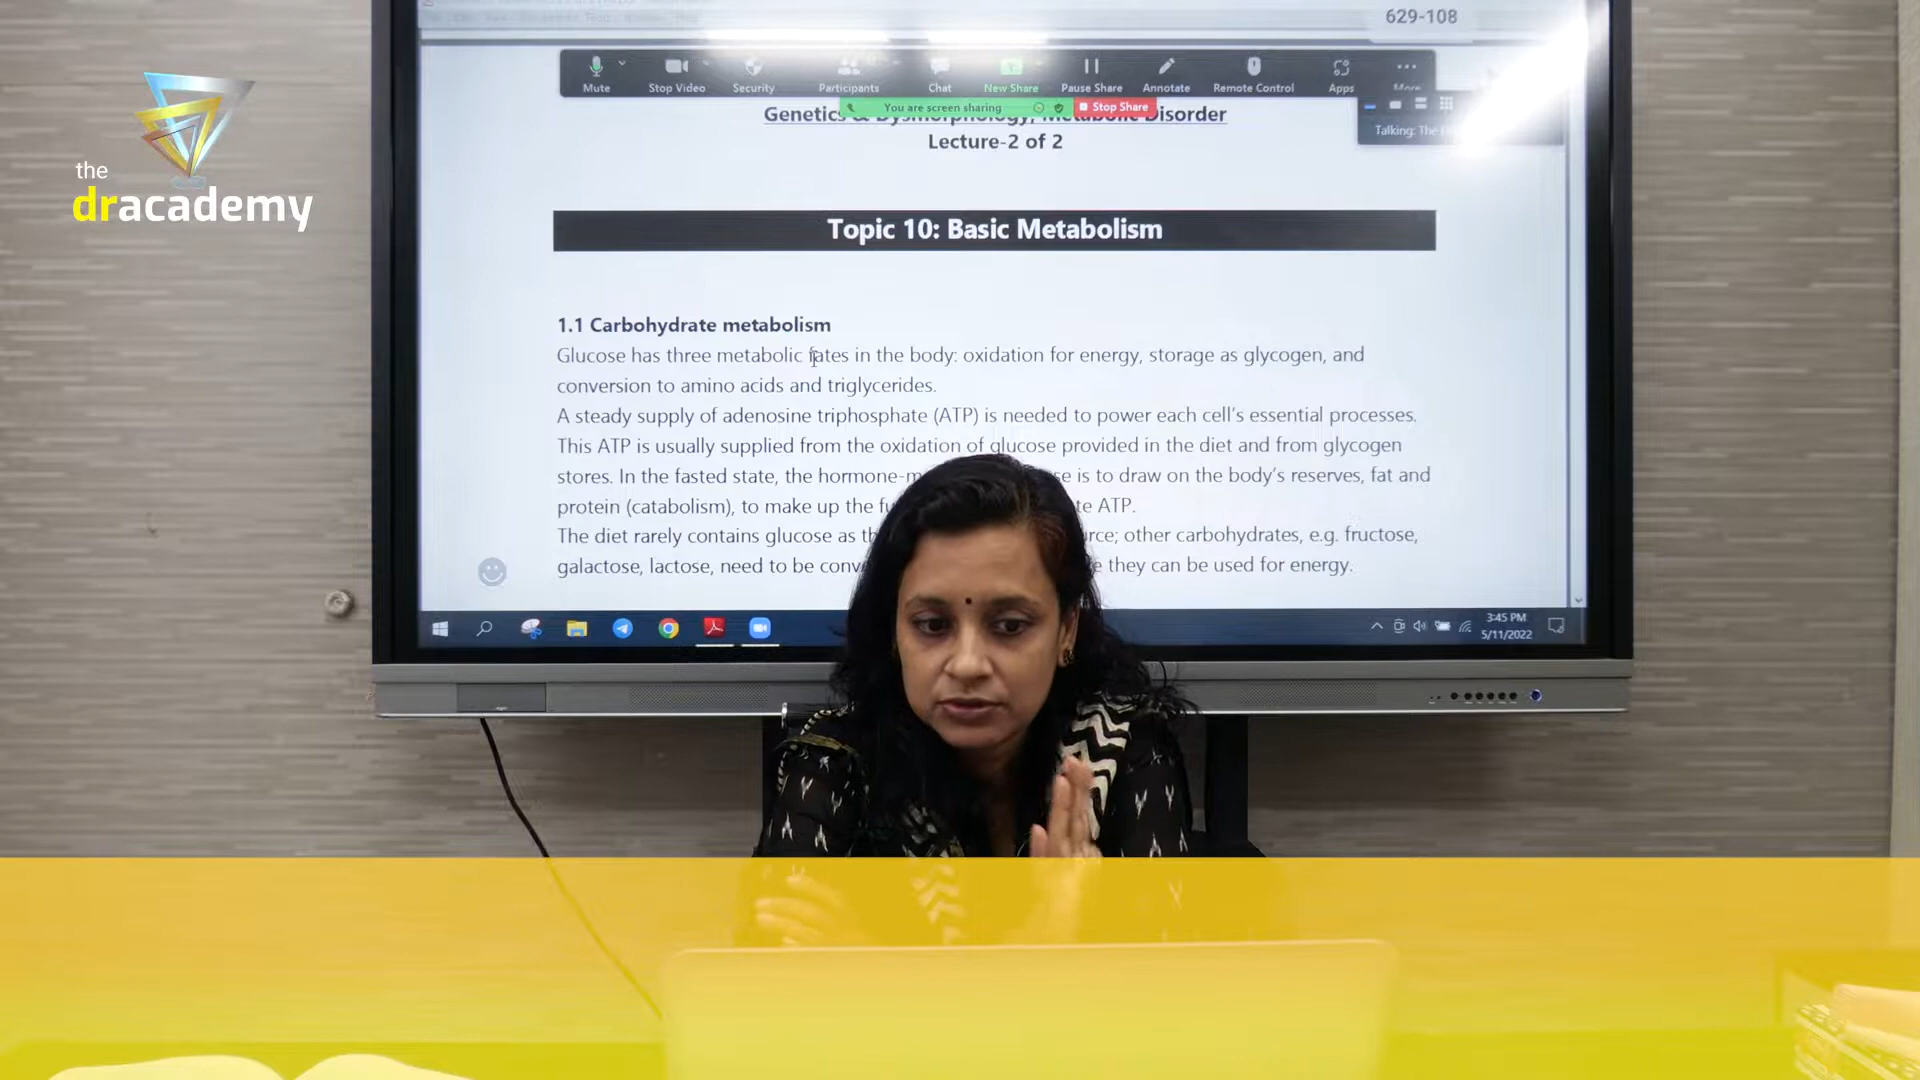 629-108
Mute
Stop Video
Security
Participants
Chat
New Share
Pause Share
Annotate
Remote Control
Apps
More
You are screen sharing
Stop Share
Talking: The
Genetics & Dysmorphology, Metabolic Disorder
Lecture-2 of 2
the
dracademy
Topic 10: Basic Metabolism
1.1 Carbohydrate metabolism
Glucose has three metabolic fates in the body: oxidation for energy, storage as glycogen, and
conversion to amino acids and triglycerides.
A steady supply of adenosine triphosphate (ATP) is needed to power each cell's essential processes.
This ATP is usually supplied from the oxidation of glucose provided in the diet and from glycogen
stores. In the fasted state, the is to draw on the body's reserves, fat and
protein (catabolism), to make up the ATP.
The diet rarely contains glucose as other carbohydrates, e.g. fructose,
galactose, lactose, need to be they can be used for energy.
3:45 PM
5/11/2022